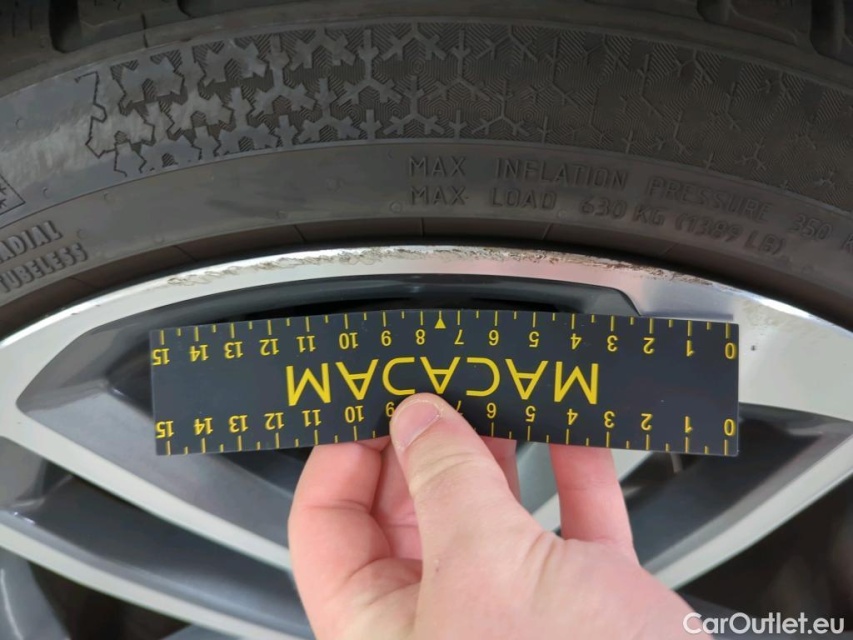 MAX INFLATION PRESSURE 350 K
MAX LOAD 630 KG (1389 LB)
RADIAL
TUBELESS
15 14 13 12 11 10 9 8 7 6 5 4 3 2 1 0
MACADAM
15 14 13 12 11 10 9 7 6 5 4 3 2 1 0
CarOutlet.eu